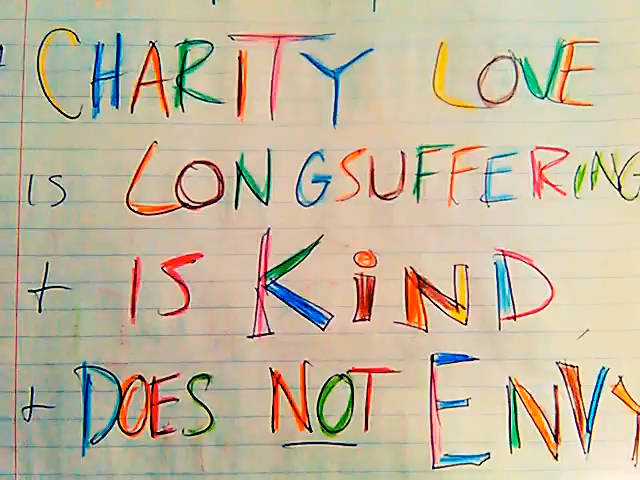 CHARITY LOVE
is LONGSUFFERING
+ IS KiND
+ DOES NOT ENVY